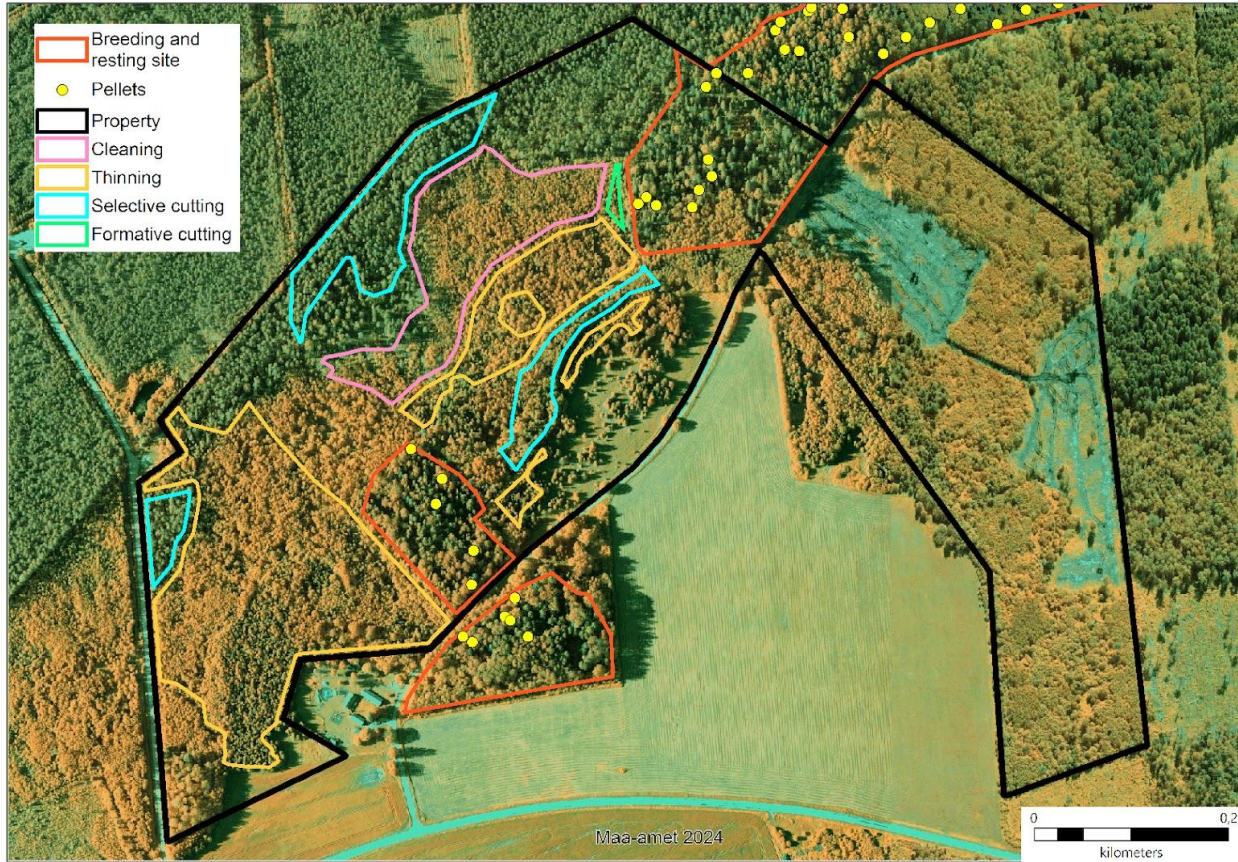 Breeding and
resting site
Pellets
Property
Cleaning
Thinning
Selective cutting
Formative cutting
Maa-amet 2024
0
0,2
kilometers